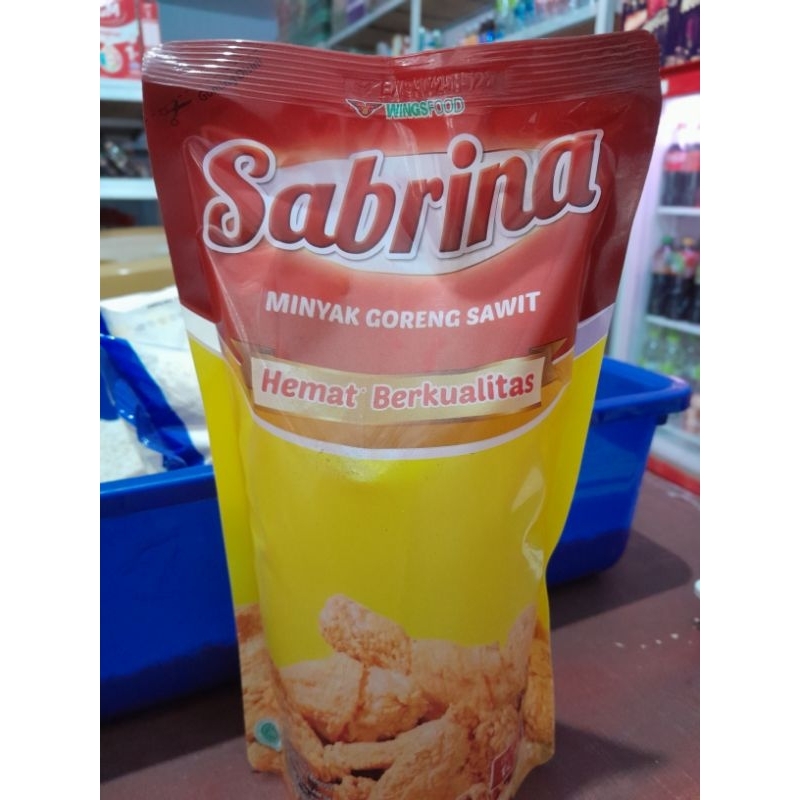 WINGSFOOD
Sabrina
MINYAK GORENG SAWIT
Hemat* Berkualitas